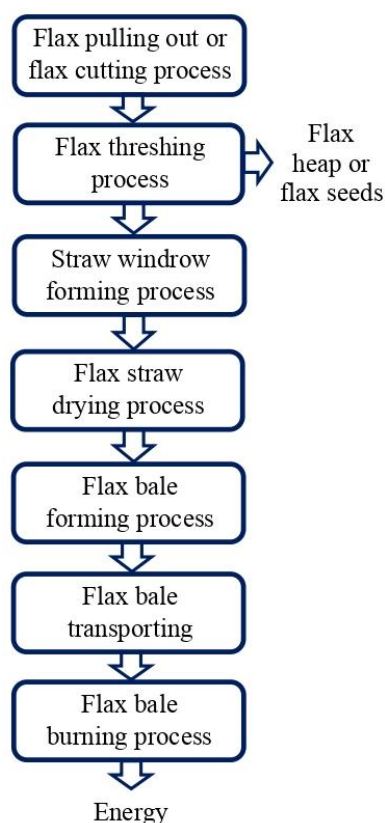 Flax pulling out or
flax cutting process
Flax threshing
process
Flax
heap or
flax seeds
Straw windrow
forming process
Flax straw
drying process
Flax bale
forming process
Flax bale
transporting
Flax bale
burning process
Energy